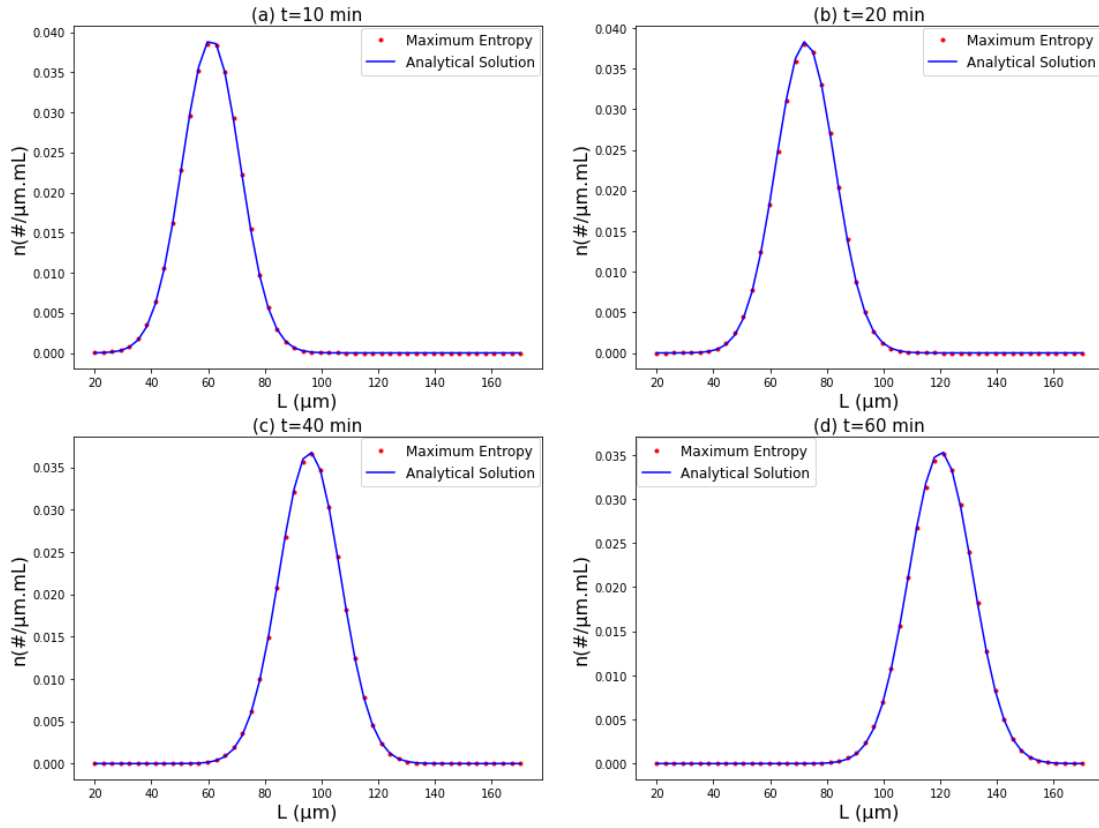 (a) t=10 min
0.040
0.035
0.030
0.025
0.020
0.015
0.010
0.005
0.000
n(#/µm.mL)
Maximum Entropy
Analytical Solution
20 40 60 80 100 120 140 160
L (µm)
(b) t=20 min
0.040
0.035
0.030
0.025
0.020
0.015
0.010
0.005
0.000
n(#/µm.mL)
Maximum Entropy
Analytical Solution
20 40 60 80 100 120 140 160
L (µm)
(c) t=40 min
0.035
0.030
0.025
0.020
0.015
0.010
0.005
0.000
n(#/µm.mL)
Maximum Entropy
Analytical Solution
20 40 60 80 100 120 140 160
L (µm)
(d) t=60 min
0.035
0.030
0.025
0.020
0.015
0.010
0.005
0.000
n(#/µm.mL)
Maximum Entropy
Analytical Solution
20 40 60 80 100 120 140 160
L (µm)